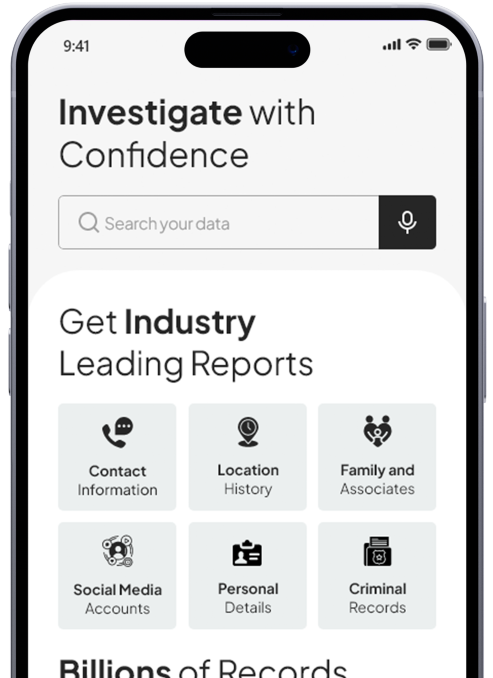 9:41
Investigate with
Confidence
Search your data
Get Industry
Leading Reports
Contact
Information
Location
History
Family and
Associates
Social Media
Accounts
Personal
Details
Criminal
Records
Billions of Records